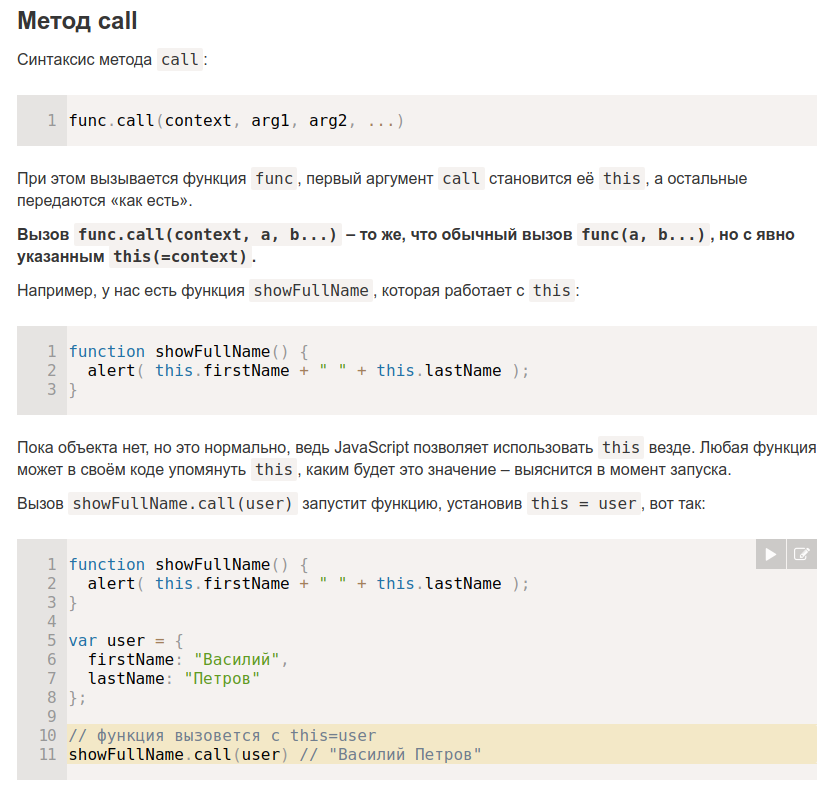 Метод call
Синтаксис метода call:
1 func.call(context, arg1, arg2, ...)
При этом вызывается функция func, первый аргумент call становится её this, а остальные
передаются «как есть».
Вызов func.call(context, a, b...) – то же, что обычный вызов func(a, b...), но с явно
указанным this(=context).
Например, у нас есть функция showFullName, которая работает с this:
1 function showFullName() {
2   alert( this.firstName + " " + this.lastName );
3 }
Пока объекта нет, но это нормально, ведь JavaScript позволяет использовать this везде. Любая функция
может в своём коде упомянуть this, каким будет это значение – выяснится в момент запуска.
Вызов showFullName.call(user) запустит функцию, установив this = user, вот так:
1 function showFullName() {
2   alert( this.firstName + " " + this.lastName );
3 }
4
5 var user = {
6   firstName: "Василий",
7   lastName: "Петров"
8 };
9
10 // функция вызовется с this=user
11 showFullName.call(user) // "Василий Петров"